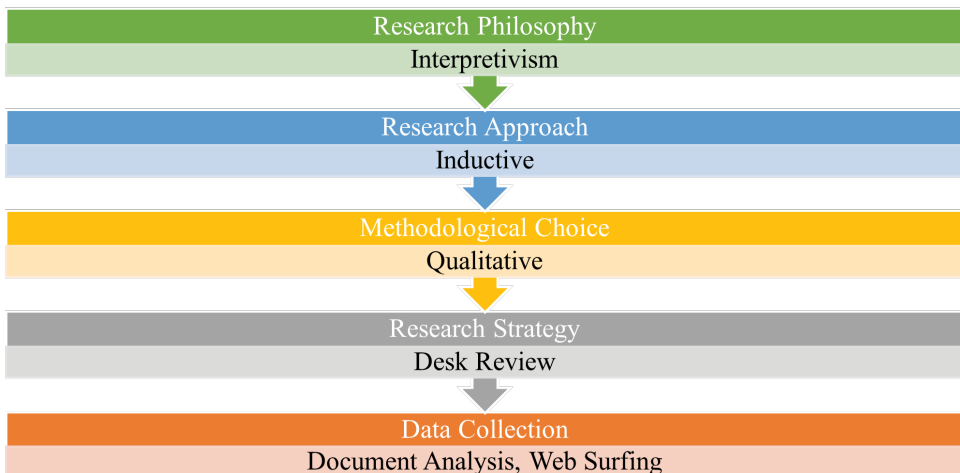 Research Philosophy
Interpretivism
Research Approach
Inductive
Methodological Choice
Qualitative
Research Strategy
Desk Review
Data Collection
Document Analysis, Web Surfing